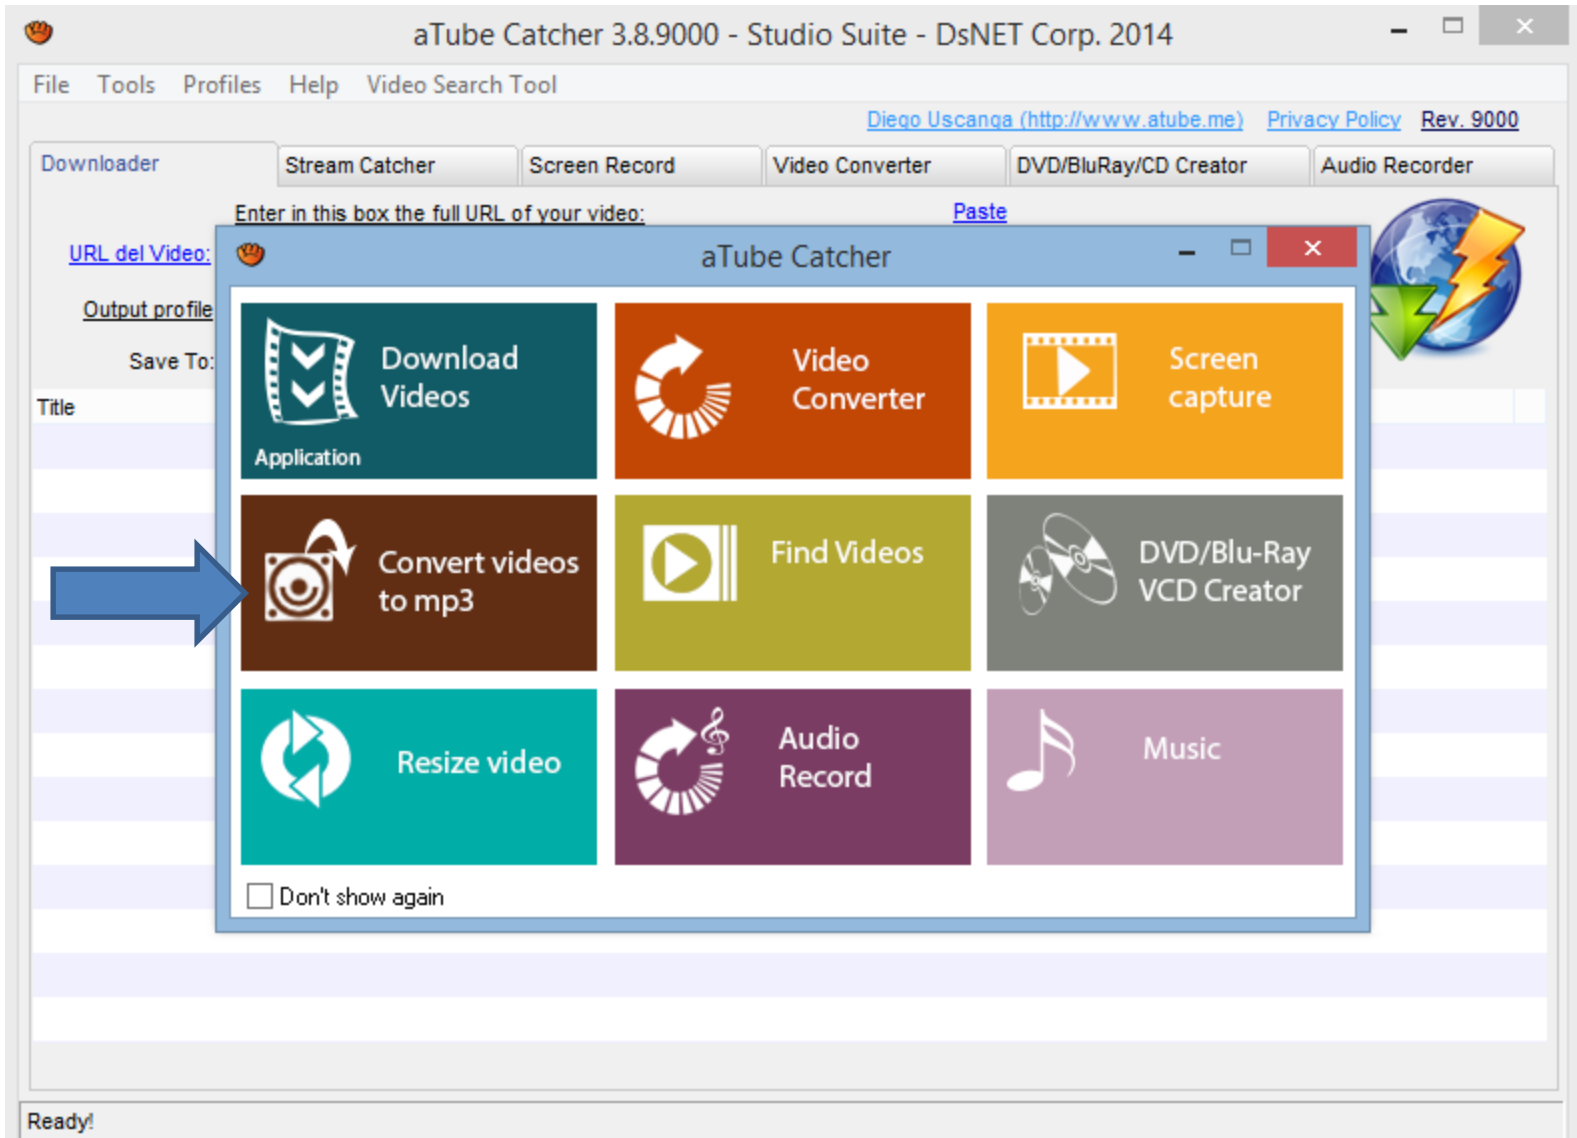 aTube Catcher 3.8.9000 - Studio Suite - DsNET Corp. 2014
File Tools Profiles Help Video Search Tool
Diego Uscanga (http://www.atube.me) Privacy Policy Rev. 9000
Downloader Stream Catcher Screen Record Video Converter DVD/BluRay/CD Creator Audio Recorder
Enter in this box the full URL of your video: Paste
URL del Video:
Output profile
Save To:
Title
aTube Catcher
Download
Videos
Application
Video
Converter
Screen
capture
Convert videos
to mp3
Find Videos
DVD/Blu-Ray
VCD Creator
Resize video
Audio
Record
Music
Don't show again
Ready!